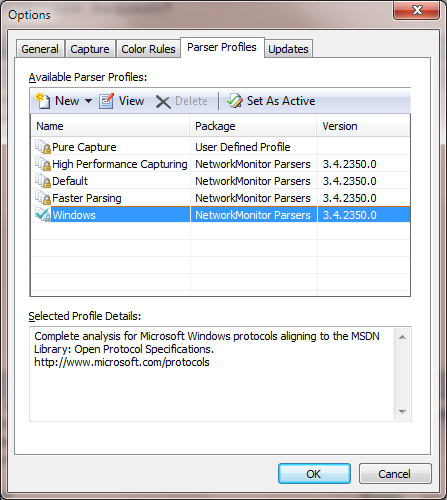 Options
General Capture Color Rules Parser Profiles Updates
Available Parser Profiles:
New View Delete Set As Active
Name Package Version
Pure Capture User Defined Profile
High Performance Capturing NetworkMonitor Parsers 3.4.2350.0
Default NetworkMonitor Parsers 3.4.2350.0
Faster Parsing NetworkMonitor Parsers 3.4.2350.0
Windows NetworkMonitor Parsers 3.4.2350.0
Selected Profile Details:
Complete analysis for Microsoft Windows protocols aligning to the MSDN
Library: Open Protocol Specifications.
http://www.microsoft.com/protocols
OK Cancel